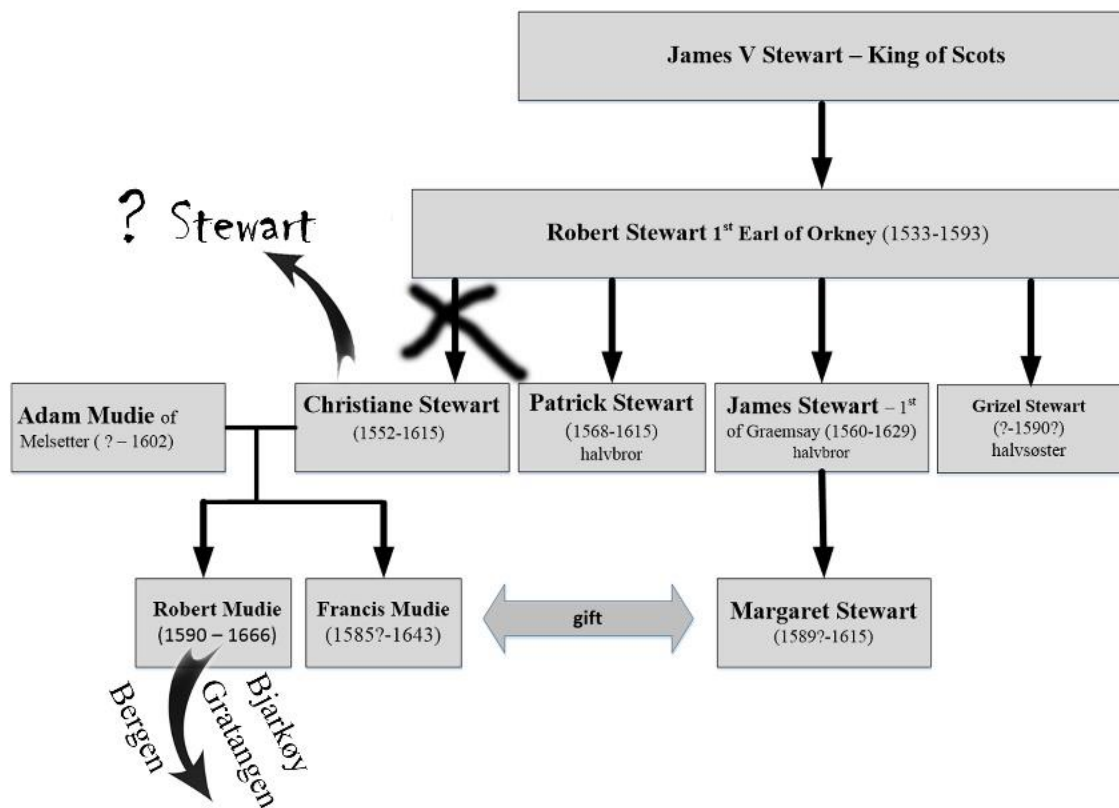 James V Stewart – King of Scots
? Stewart
Robert Stewart 1st Earl of Orkney (1533-1593)
Adam Mudie of
Melsetter ( ? – 1602)
Christiane Stewart
(1552-1615)
Patrick Stewart
(1568-1615)
halvbror
James Stewart – 1st
of Graemsay (1560-1629)
halvbror
Grizel Stewart
(?-1590?)
halvsøster
Robert Mudie
(1590 – 1666)
Francis Mudie
(1585?-1643)
gift
Margaret Stewart
(1589?-1615)
Bergen
Gratangen
Bjarkøy